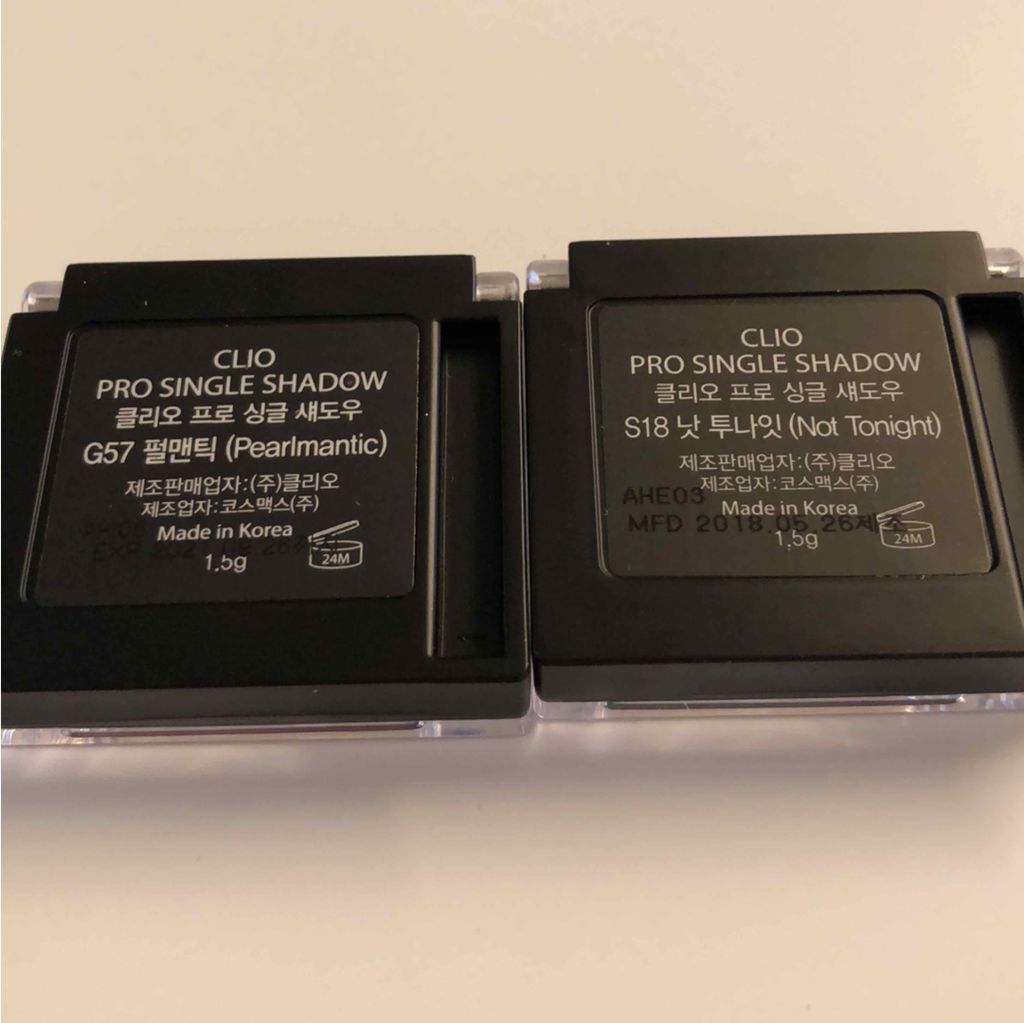 CLIO
PRO SINGLE SHADOW
클리오 프로 싱글 섀도우
G57 펄맨틱 (Pearlmantic)
제조판매업자:(주)클리오
제조업자:코스맥스(주)
Made in Korea
EXP
1.5g
24M
CLIO
PRO SINGLE SHADOW
클리오 프로 싱글 섀도우
S18 낫 투나잇 (Not Tonight)
제조판매업자:(주)클리오
제조업자:코스맥스(주)
AHE03
Made in Korea
MFD 2018.05.26제조
1.5g
24M